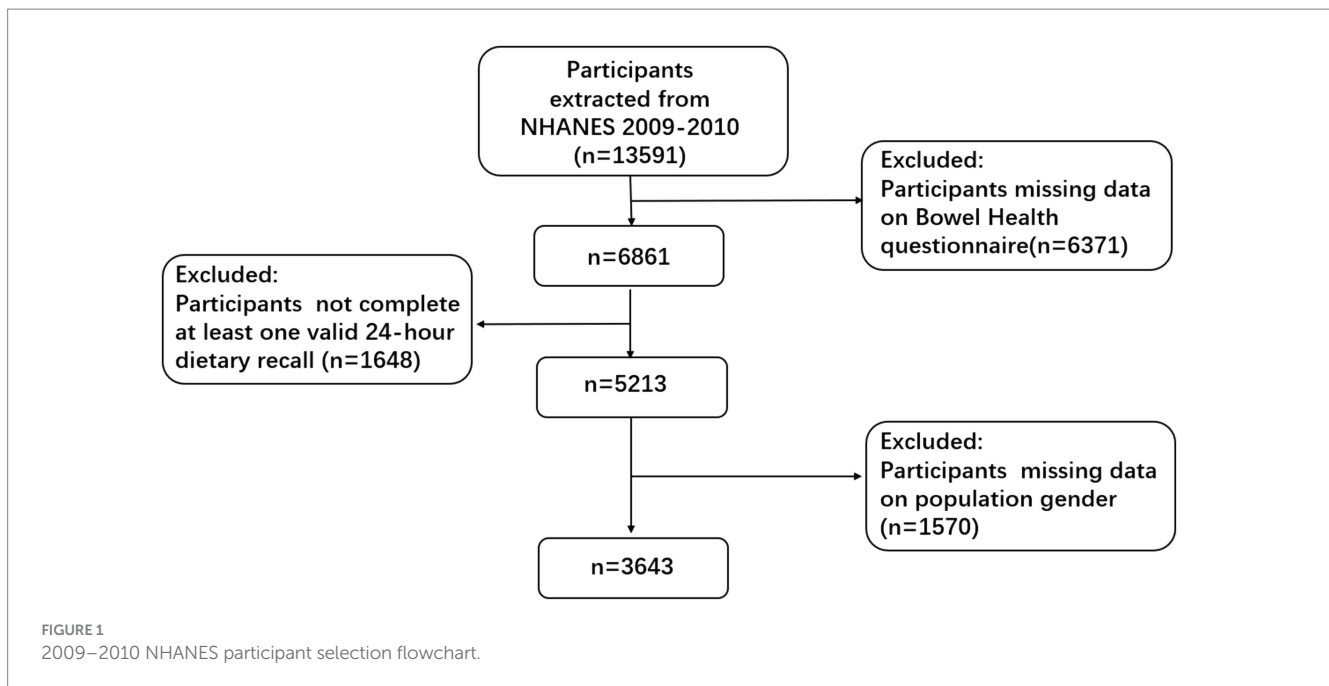 Participants
extracted from
NHANES 2009-2010
(n=13591)
Excluded:
Participants missing data
on Bowel Health
questionnaire(n=6371)
n=6861
Excluded:
Participants not complete
at least one valid 24-hour
dietary recall (n=1648)
n=5213
Excluded:
Participants missing data
on population gender
(n=1570)
n=3643
FIGURE 1
2009–2010 NHANES participant selection flowchart.